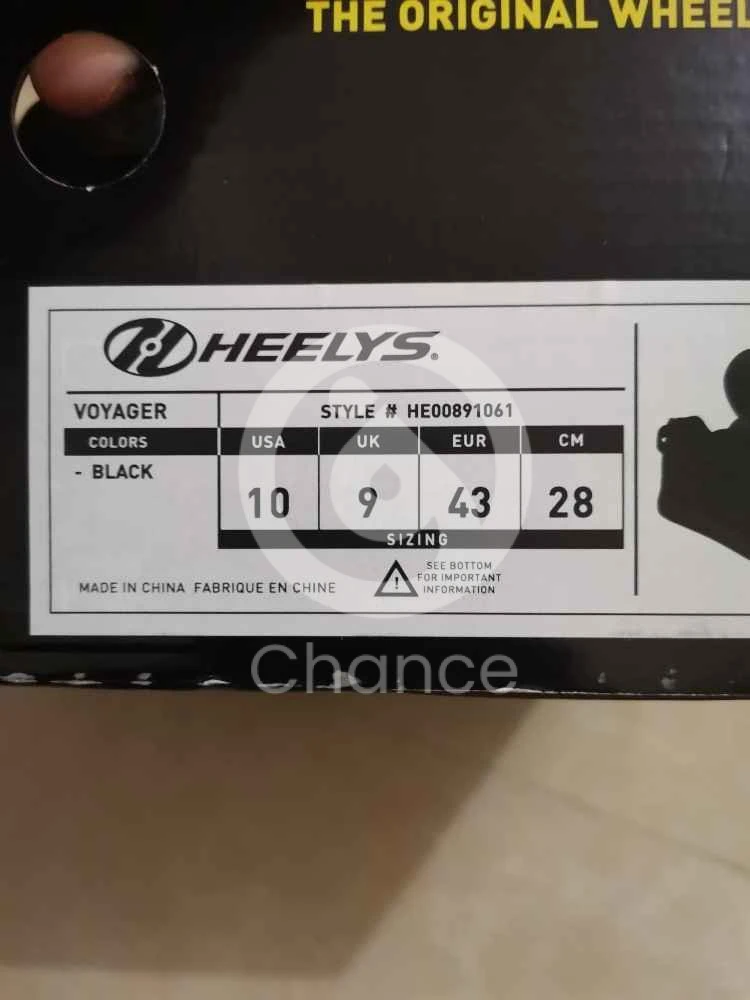 THE ORIGINAL WHEEL
HEELYS®
VOYAGER STYLE # HE00891061
COLORS USA UK EUR CM
- BLACK 10 9 43 28
SIZING
MADE IN CHINA FABRIQUE EN CHINE
! SEE BOTTOM
FOR IMPORTANT
INFORMATION
Chance